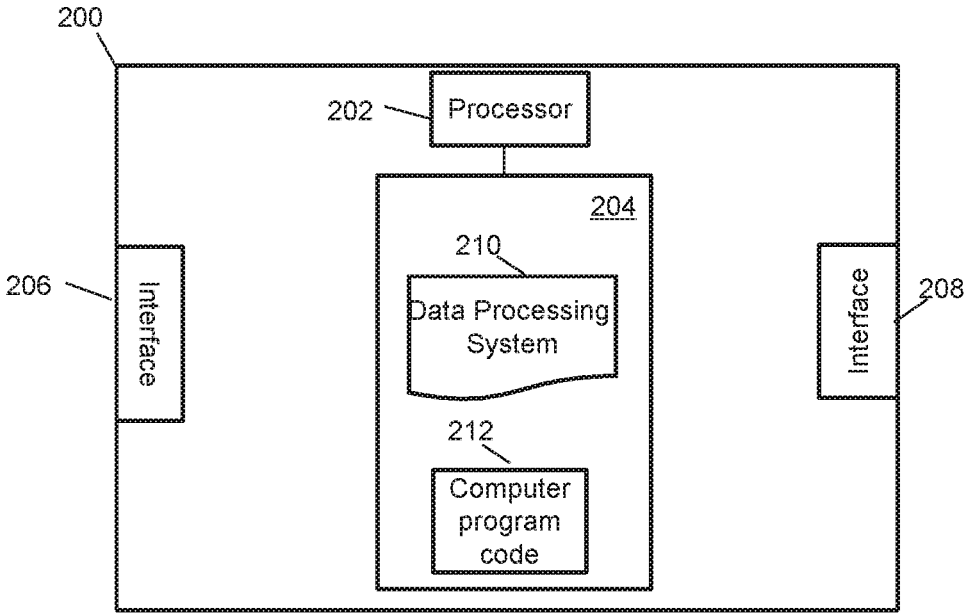 200
202
Processor
204
210
206
Interface
Data Processing
System
Interface
208
212
Computer
program
code